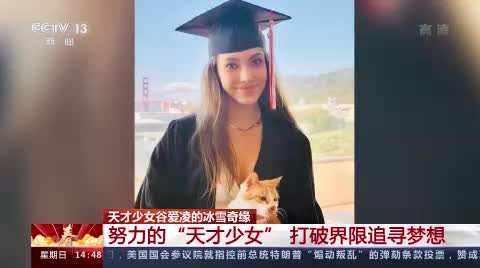 CCTV 13
新闻
高清
天才少女谷爱凌的冰雪奇缘
努力的“天才少女” 打破界限追寻梦想
星期日 14:48 、美国国会参议院就指控前总统特朗普“煽动叛乱”的弹劾条款投票，赞成